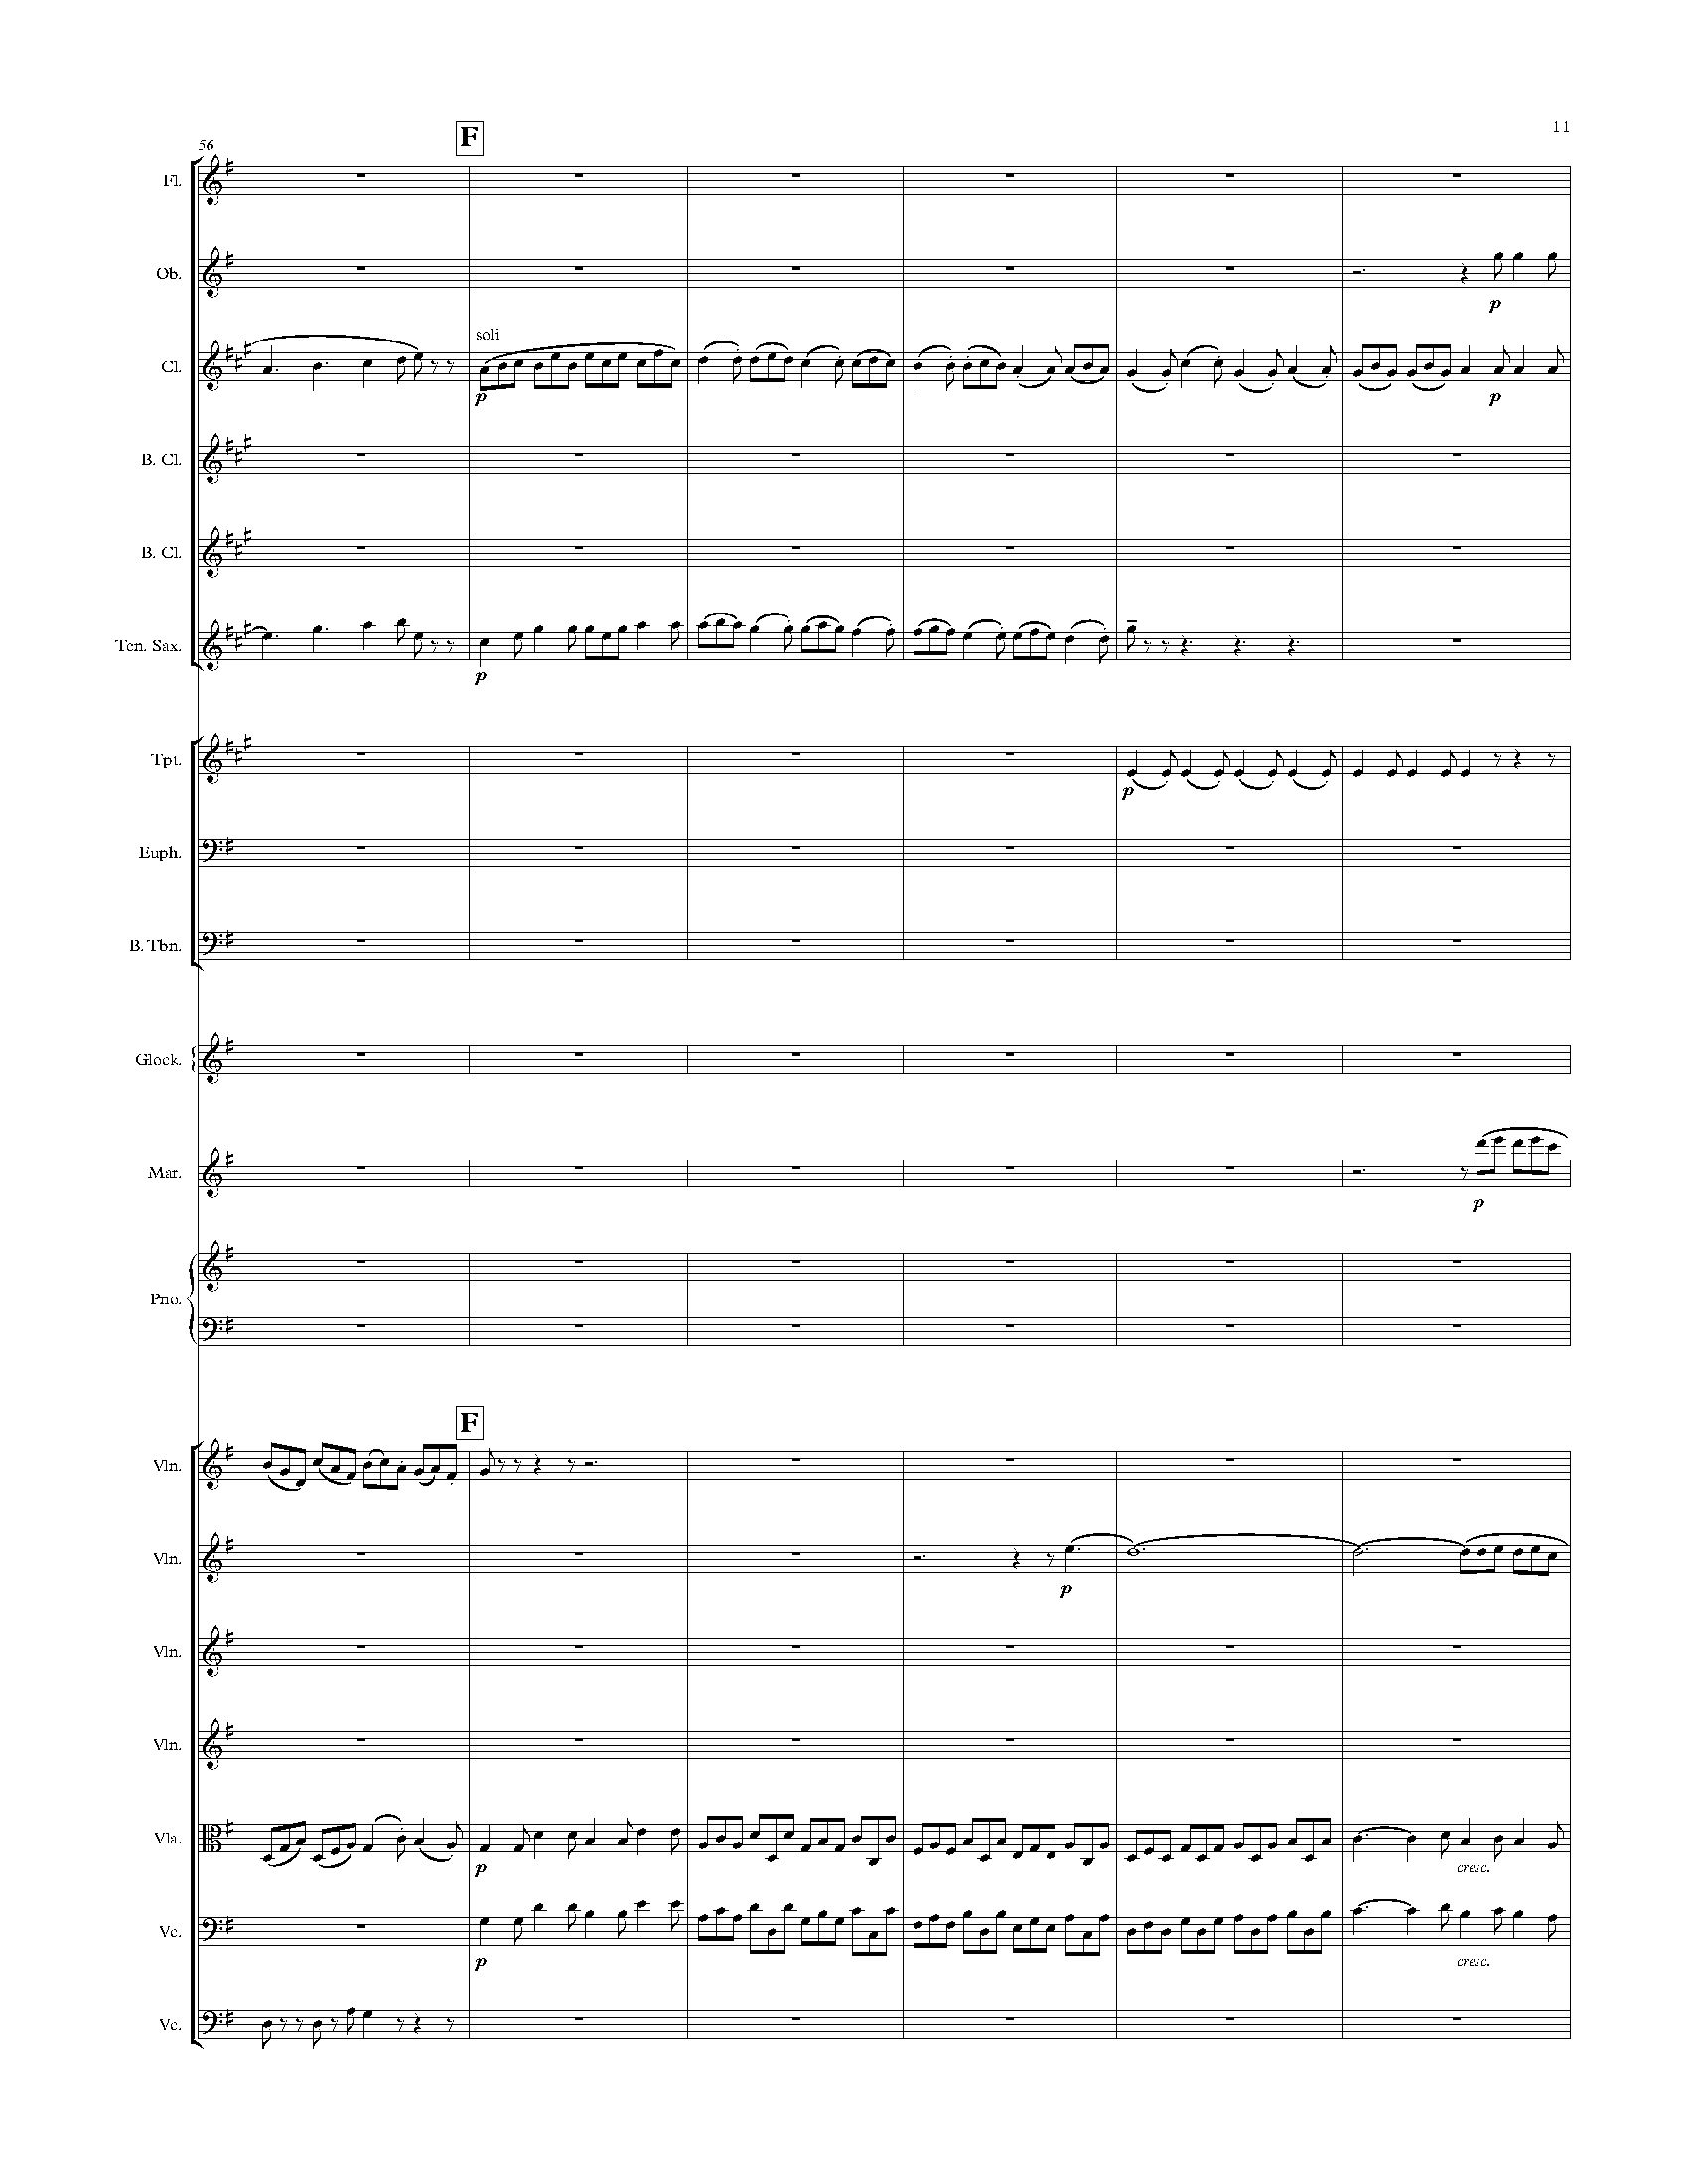 11
56
F
Fl.
Ob.
p
soli
Cl.
p
p
B. Cl.
B. Cl.
Ten. Sax.
p
Tpt.
p
Euph.
B. Tbn.
Glock.
Mar.
p
Pno.
F
Vln.
Vln.
p
Vln.
Vln.
Vla.
p
cresc.
Vc.
p
cresc.
Vc.